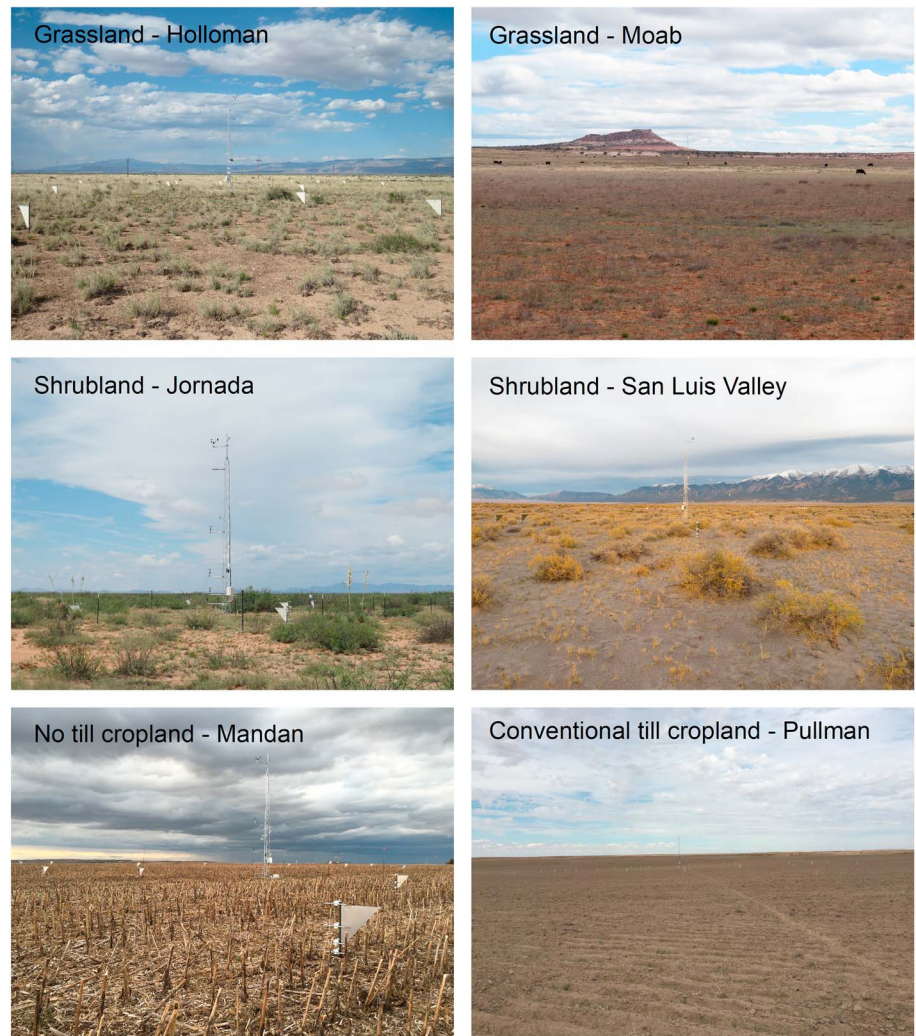 Grassland - Holloman
Grassland - Moab
Shrubland - Jornada
Shrubland - San Luis Valley
No till cropland - Mandan
Conventional till cropland - Pullman